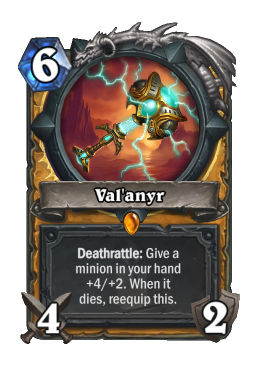 6
Val'anyr
Deathrattle: Give a
minion in your hand
+4/+2. When it
dies, reequip this.
4
2